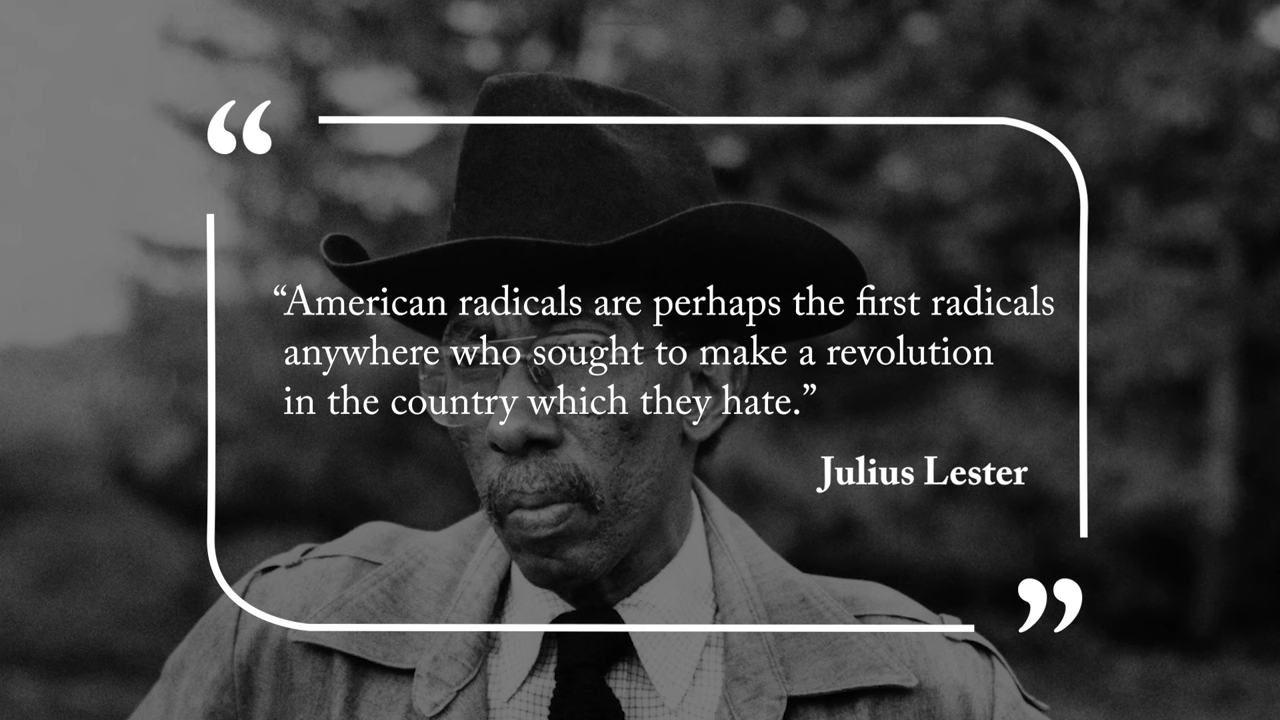 “American radicals are perhaps the first radicals
anywhere who sought to make a revolution
in the country which they hate.”
Julius Lester